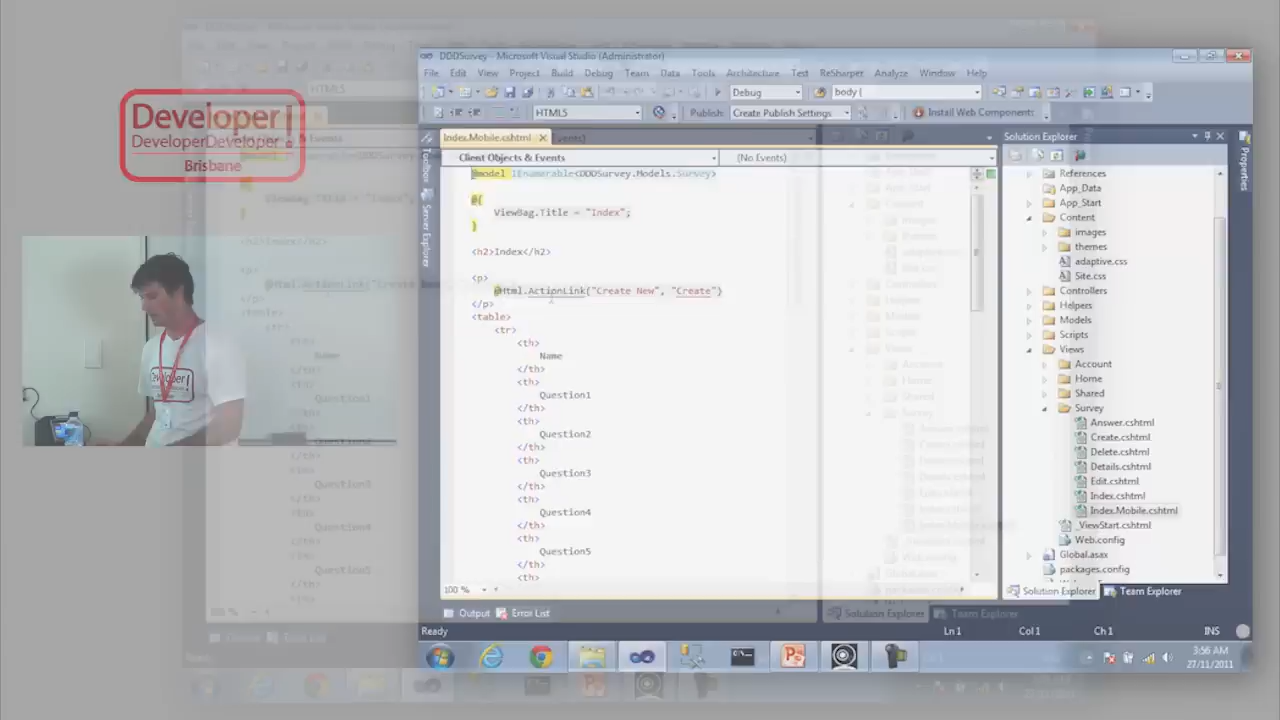 Developer!
DeveloperDeveloper
Brisbane
Developer!
DDDSurvey - Microsoft Visual Studio (Administrator)
File Edit View Project Build Debug Team Data Tools Architecture Test ReSharper Analyze Window Help
Debug body {
HTML5 Publish: Create Publish Settings Install Web Components
Index.Mobile.cshtml
Client Objects & Events (No Events)
@model IEnumerable<DDDSurvey.Models.Survey>
@{
ViewBag.Title = "Index";
}
<h2>Index</h2>
<p>
@Html.ActionLink("Create New", "Create")
</p>
<table>
<tr>
<th>
Name
</th>
<th>
Question1
</th>
<th>
Question2
</th>
<th>
Question3
</th>
<th>
Question4
</th>
<th>
Question5
</th>
<th>
100 %
Toolbox
Server Explorer
Solution Explorer
References
App_Data
App_Start
Content
images
themes
adaptive.css
Site.css
Controllers
Helpers
Models
Scripts
Views
Account
Home
Shared
Survey
Answer.cshtml
Create.cshtml
Delete.cshtml
Details.cshtml
Edit.cshtml
Index.cshtml
Index.Mobile.cshtml
_ViewStart.cshtml
Web.config
Global.asax
packages.config
Solution Explorer Team Explorer
Properties
Output Error List
Ready Ln 1 Col 1 Ch 1 INS
3:56 AM
27/11/2011